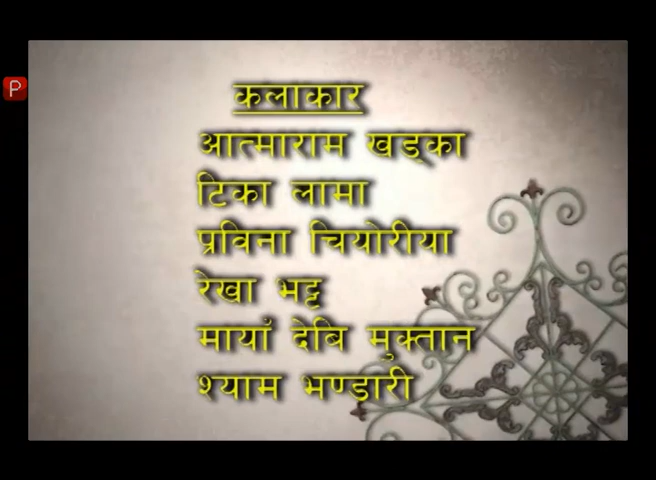 P
कलाकार
आत्माराम खड्का
टिका लामा
प्रविना चियोरीया
रेखा भट्ट
मायाँ देबि मुक्तान
श्याम भण्डारी